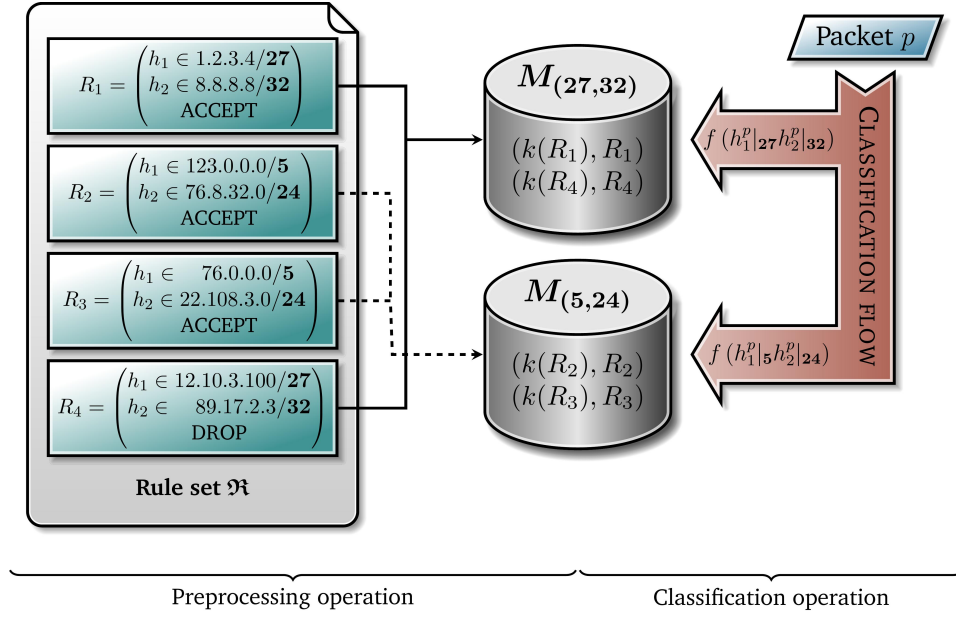 R₁ = ( h₁ ∈ 1.2.3.4/27
h₂ ∈ 8.8.8.8/32
ACCEPT )
R₂ = ( h₁ ∈ 123.0.0.0/5
h₂ ∈ 76.8.32.0/24
ACCEPT )
R₃ = ( h₁ ∈ 76.0.0.0/5
h₂ ∈ 22.108.3.0/24
ACCEPT )
R₄ = ( h₁ ∈ 12.10.3.100/27
h₂ ∈ 89.17.2.3/32
DROP )
Rule set ℜ
M₍₂₇,₃₂₎
(k(R₁), R₁)
(k(R₄), R₄)
M₍₅,₂₄₎
(k(R₂), R₂)
(k(R₃), R₃)
Packet p
f (h₁ᵖ|₂₇h₂ᵖ|₃₂)
f (h₁ᵖ|₅h₂ᵖ|₂₄)
CLASSIFICATION FLOW
Preprocessing operation
Classification operation